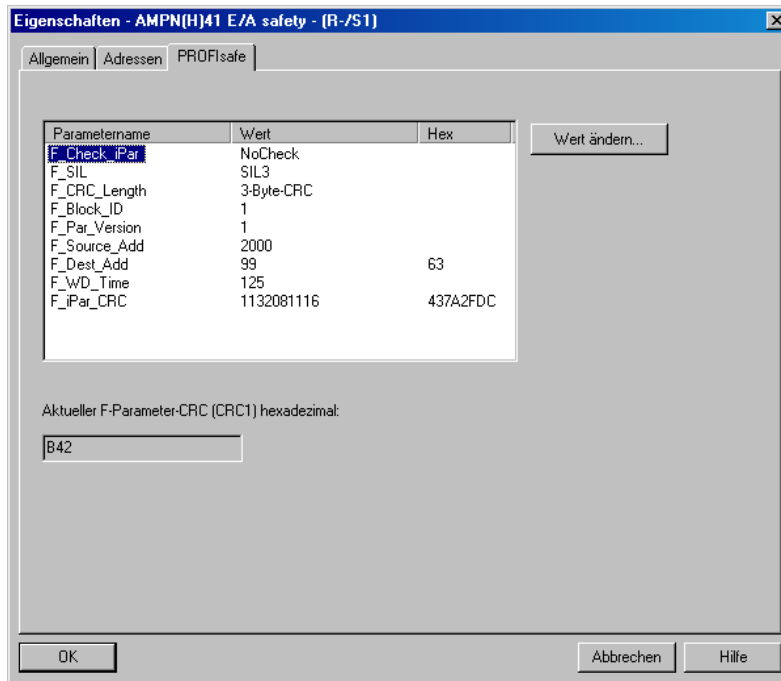 Eigenschaften - AMPN(H)41 E/A safety - (R-/S1)
Allgemein Adressen PROFIsafe
Parametername Wert Hex
F_Check_iPar NoCheck
F_SIL SIL3
F_CRC_Length 3-Byte-CRC
F_Block_ID 1
F_Par_Version 1
F_Source_Add 2000
F_Dest_Add 99 63
F_WD_Time 125
F_iPar_CRC 1132081116 437A2FDC
Wert ändern...
Aktueller F-Parameter-CRC (CRC1) hexadezimal:
B42
OK Abbrechen Hilfe